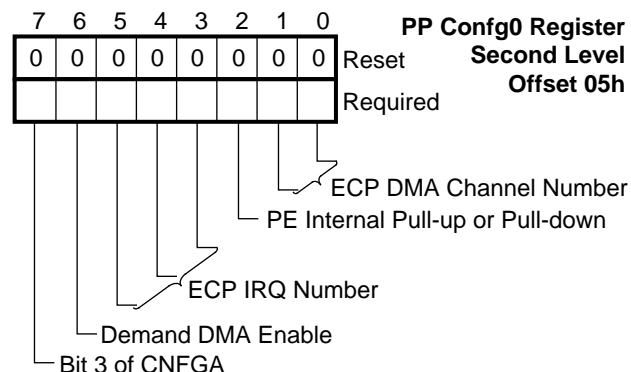 7 6 5 4 3 2 1 0
PP Confg0 Register
Second Level
Offset 05h
0 0 0 0 0 0 0 0 Reset
Required
ECP DMA Channel Number
PE Internal Pull-up or Pull-down
ECP IRQ Number
Demand DMA Enable
Bit 3 of CNFGA